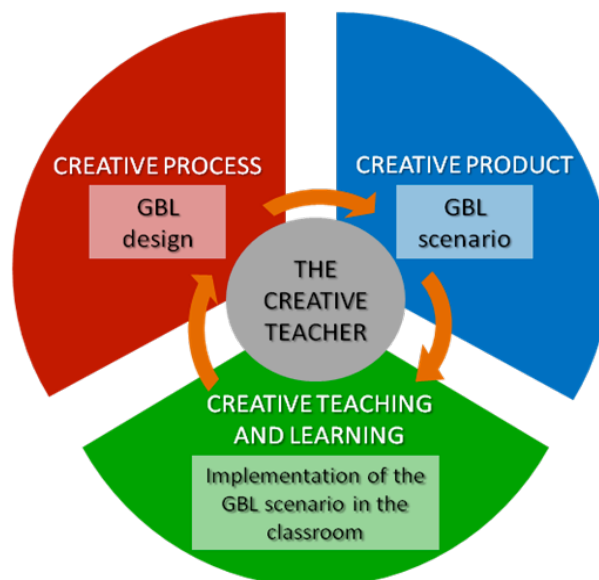 CREATIVE PROCESS
GBL
design
CREATIVE PRODUCT
GBL
scenario
THE
CREATIVE
TEACHER
CREATIVE TEACHING
AND LEARNING
Implementation of the
GBL scenario in the
classroom